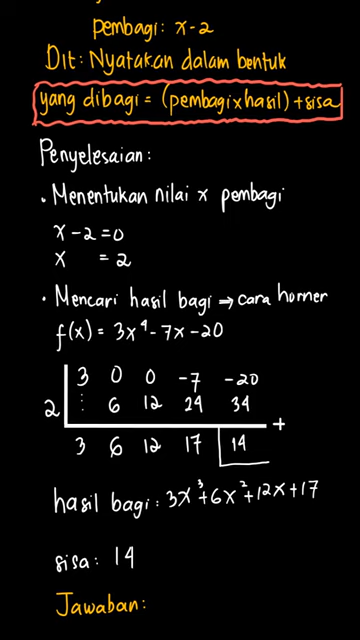 pembagi: x-2
Dit: Nyatakan dalam bentuk
yang dibagi = (pembagi x hasil) + sisa
Penyelesaian:
• Menentukan nilai x pembagi
x-2=0
x = 2
• Mencari hasil bagi → cara horner
f(x) = 3x⁴-7x-20
3 0 0 -7 -20
2 ⋮ 6 12 24 34
+
3 6 12 17 14
hasil bagi: 3x³+6x²+12x+17
sisa: 14
Jawaban: